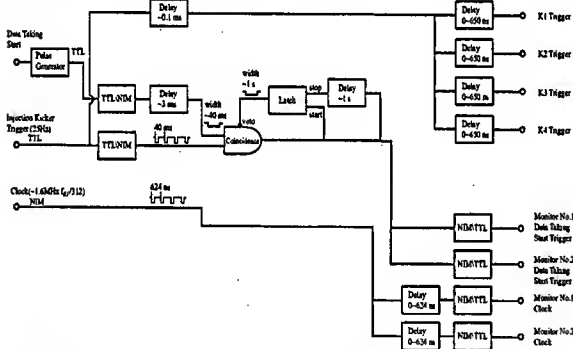 Data Taking
Start
Pulse
Generator
TTL
Injection Kicker
Trigger (25Hz)
TTL
TTL\NIM
Delay
~3 ms
width
~40 ms
TTL\NIM
40 ms
Delay
~0.1 ms
width
~1 s
veto
Coincidence
Latch
stop
start
Delay
~1 s
Clock(~1.6MHz f /312)
NIM
624 ns
Delay
0~650 ns
K1 Trigger
Delay
0~650 ns
K2 Trigger
Delay
0~650 ns
K3 Trigger
Delay
0~650 ns
K4 Trigger
NIM\TTL
Monitor No.1
Data Taking
Start Trigger
NIM\TTL
Monitor No.2
Data Taking
Start Trigger
Delay
0~624 ns
NIM\TTL
Monitor No.1
Clock
Delay
0~624 ns
NIM\TTL
Monitor No.2
Clock